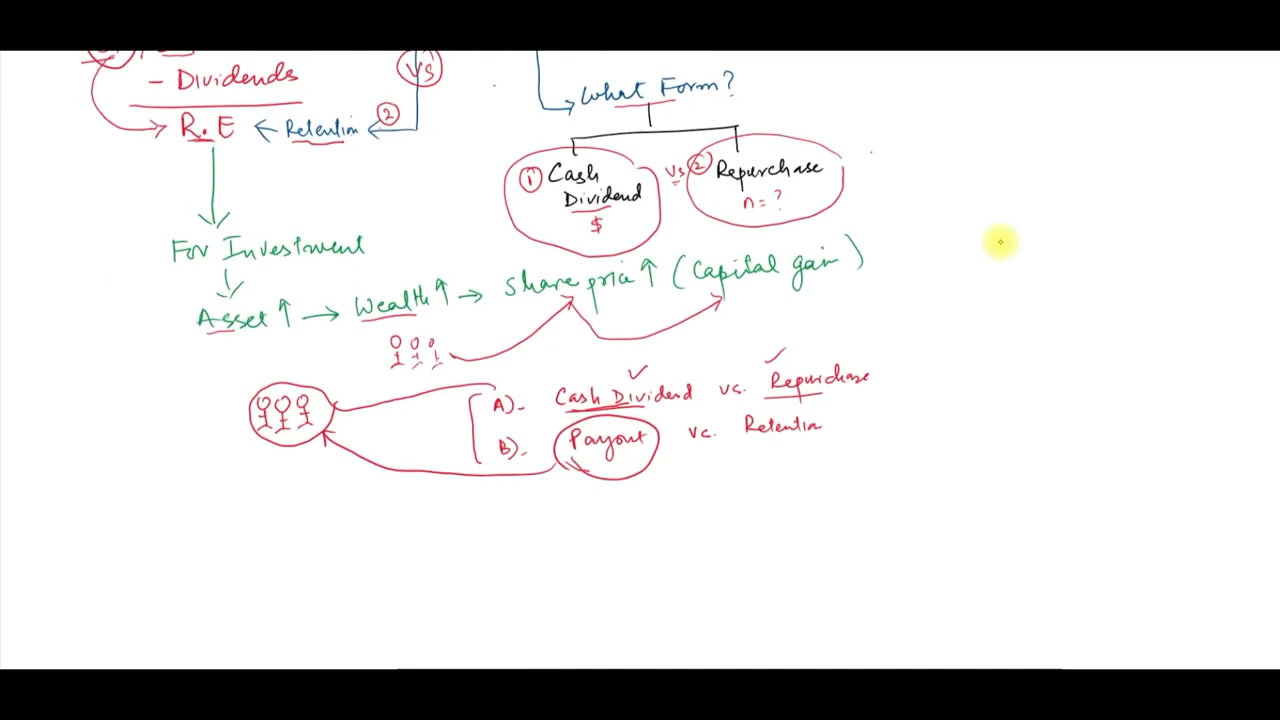 - Dividends
VS
R.E
Retention
2
What Form?
1 Cash
Dividend
$
VS
2 Repurchase
n = ?
For Investment
Asset ↑ → Wealth ↑ → Share price ↑ (Capital gain)
A)- Cash Dividend vs. Repurchase
B)- Payout vs. Retention